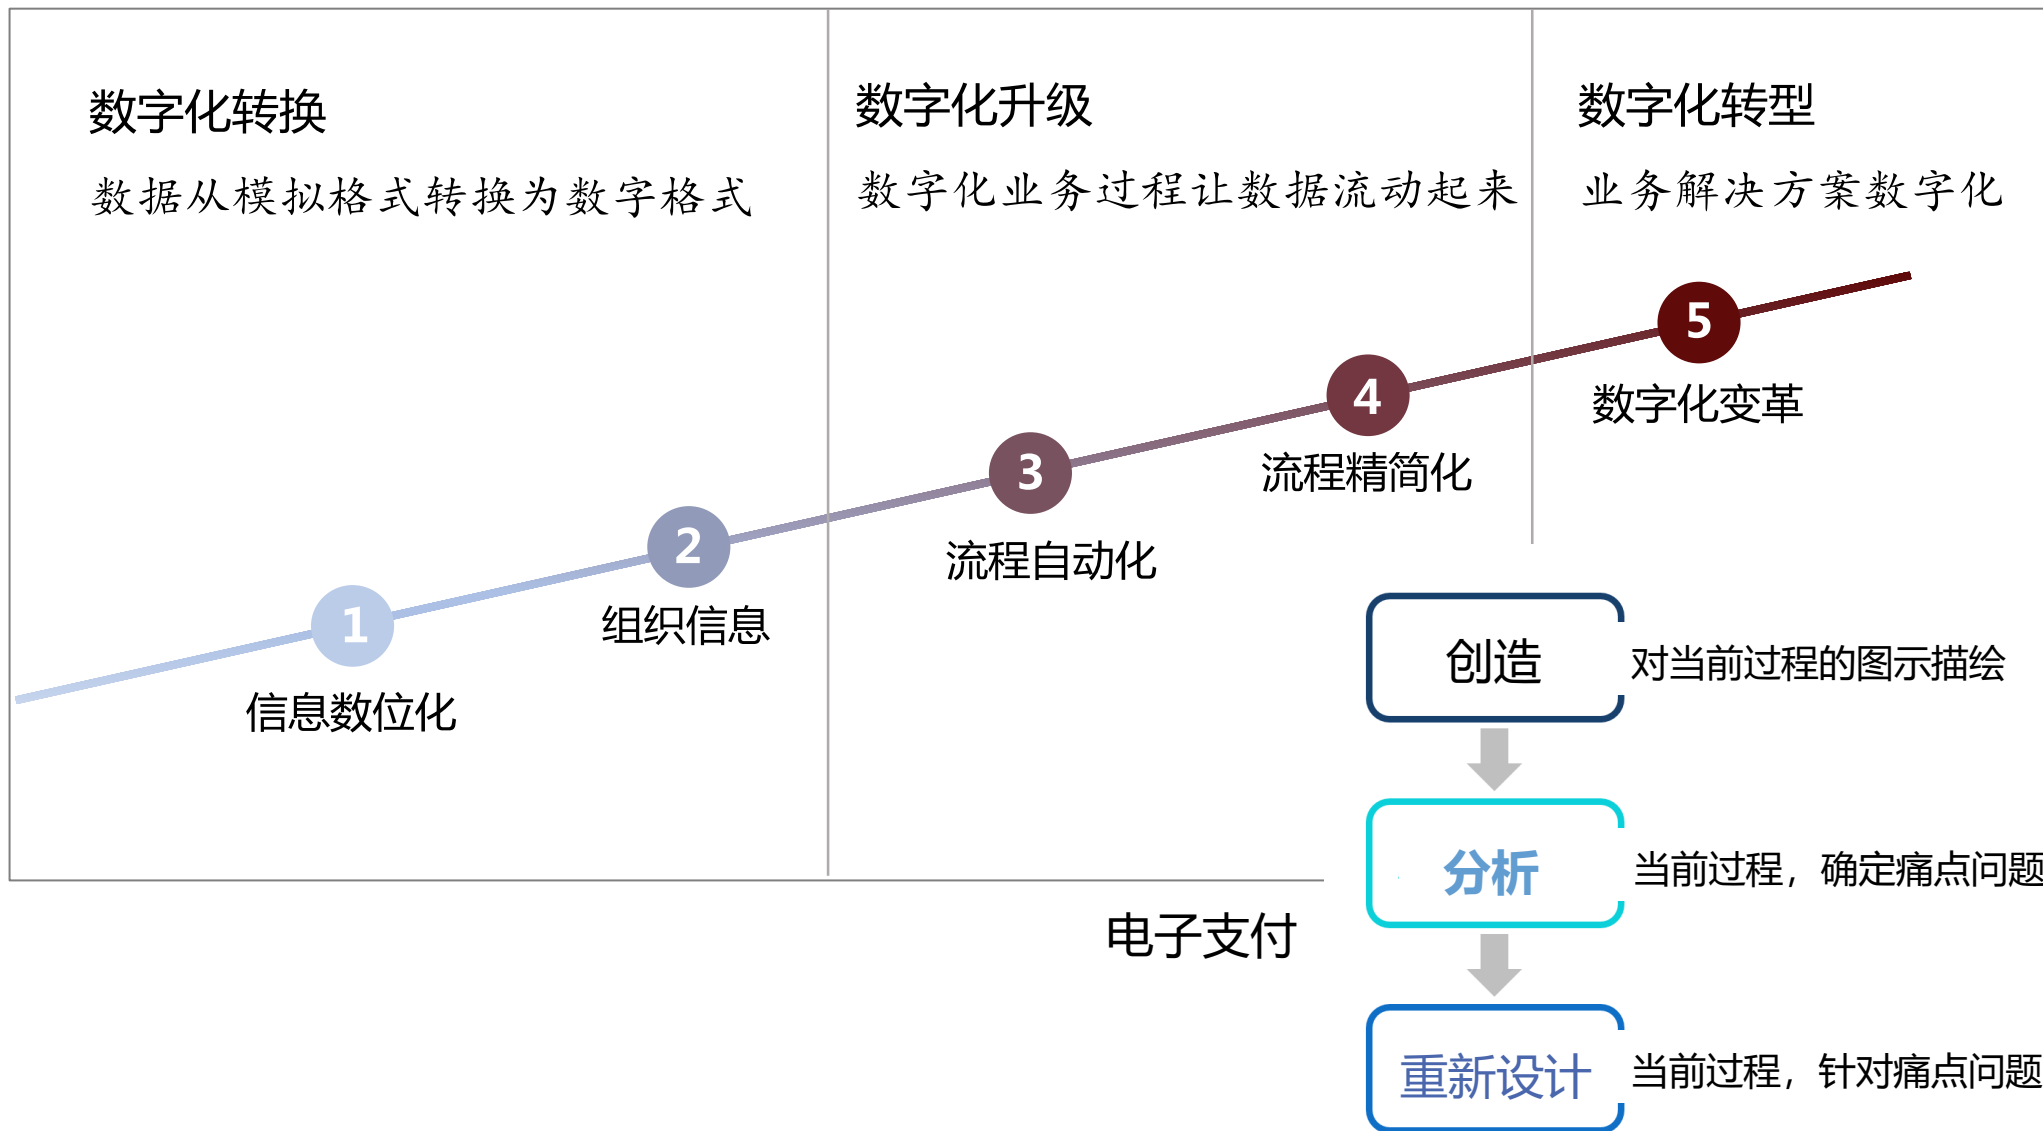 数字化转换
数据从模拟格式转换为数字格式
数字化升级
数字化业务过程让数据流动起来
数字化转型
业务解决方案数字化
1
信息数位化
2
组织信息
3
流程自动化
4
流程精简化
5
数字化变革
创造
对当前过程的图示描绘
分析
当前过程，确定痛点问题
电子支付
重新设计
当前过程，针对痛点问题